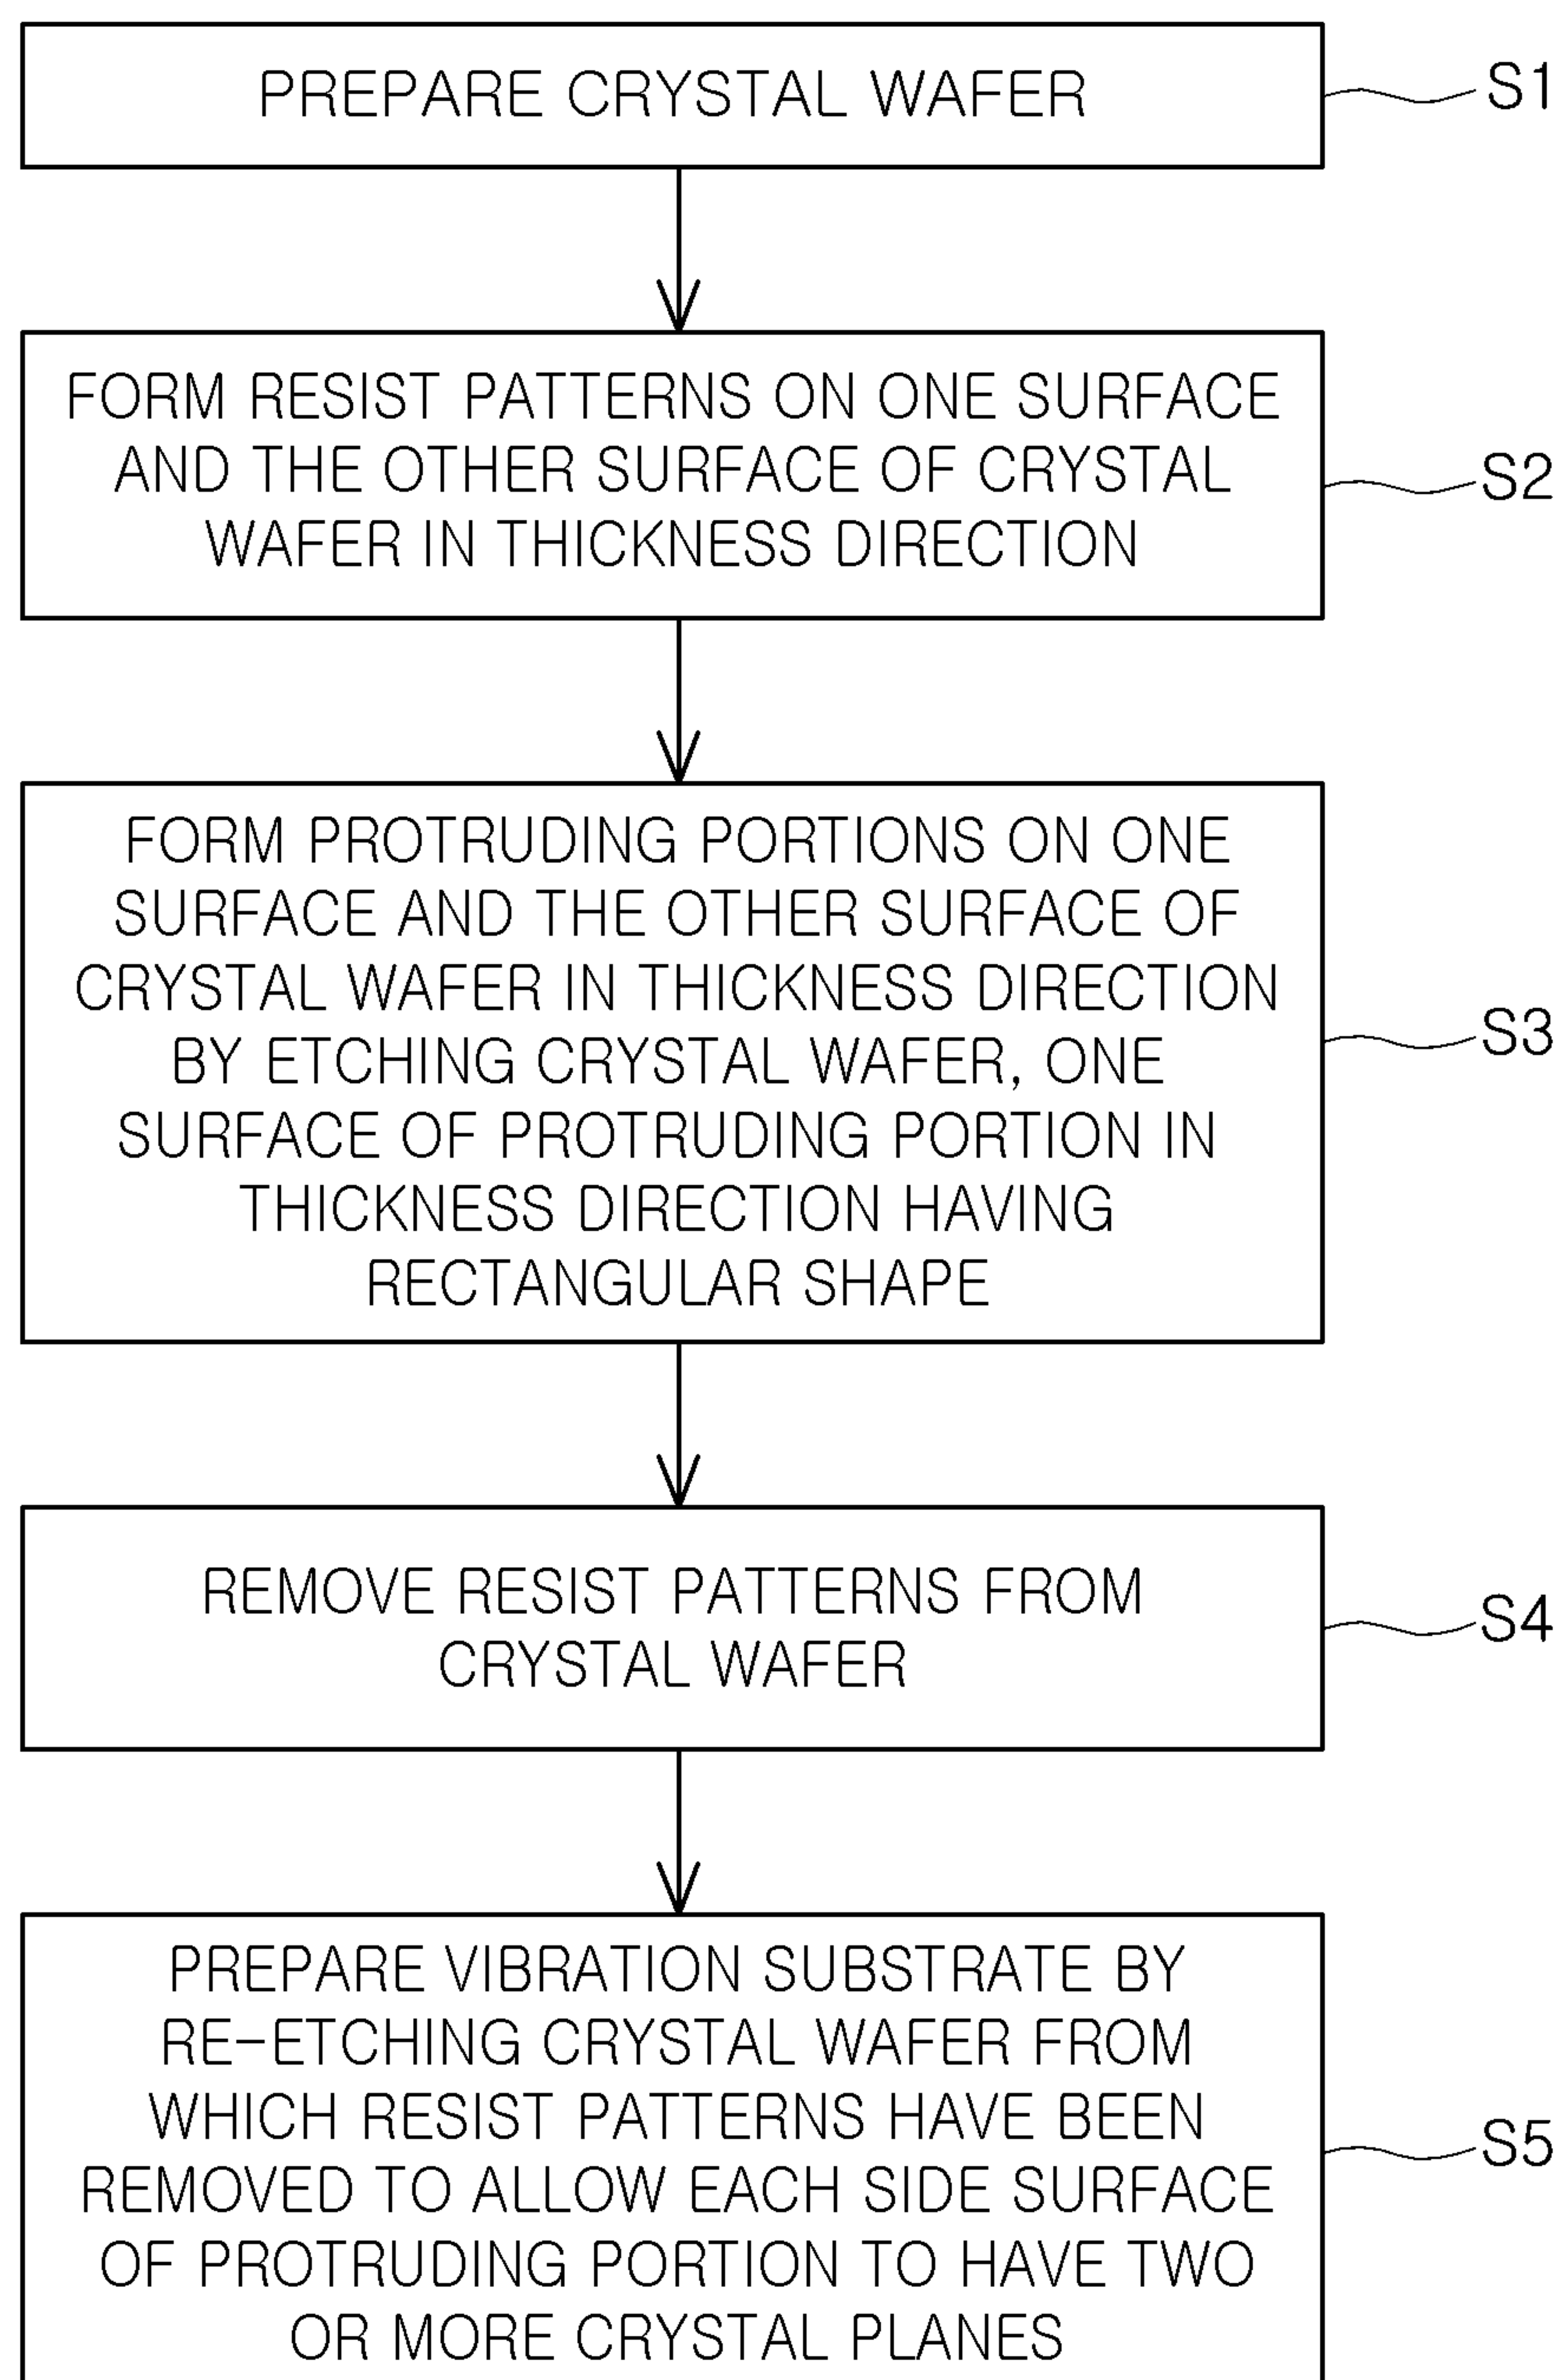 PREPARE CRYSTAL WAFER
S1
FORM RESIST PATTERNS ON ONE SURFACE
AND THE OTHER SURFACE OF CRYSTAL
WAFER IN THICKNESS DIRECTION
S2
FORM PROTRUDING PORTIONS ON ONE
SURFACE AND THE OTHER SURFACE OF
CRYSTAL WAFER IN THICKNESS DIRECTION
BY ETCHING CRYSTAL WAFER, ONE
SURFACE OF PROTRUDING PORTION IN
THICKNESS DIRECTION HAVING
RECTANGULAR SHAPE
S3
REMOVE RESIST PATTERNS FROM
CRYSTAL WAFER
S4
PREPARE VIBRATION SUBSTRATE BY
RE-ETCHING CRYSTAL WAFER FROM
WHICH RESIST PATTERNS HAVE BEEN
REMOVED TO ALLOW EACH SIDE SURFACE
OF PROTRUDING PORTION TO HAVE TWO
OR MORE CRYSTAL PLANES
S5